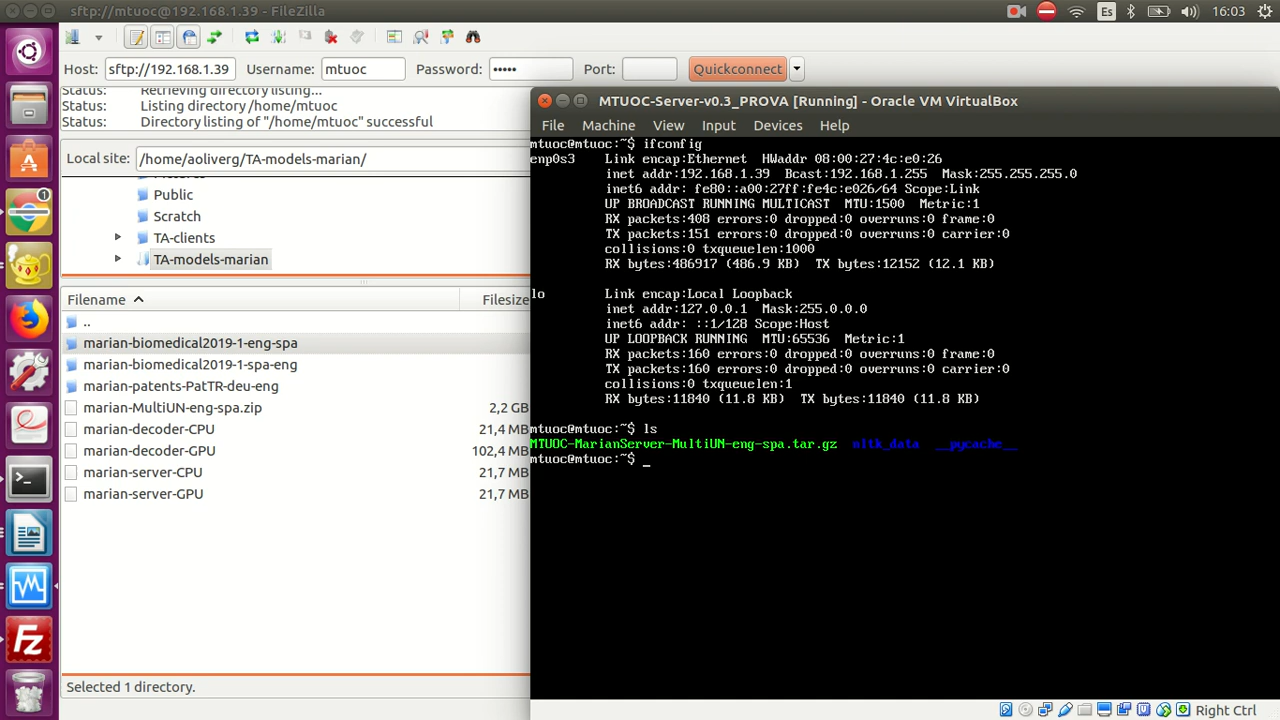 sftp://mtuoc@192.168.1.39 - FileZilla
Es
16:03
Host: sftp://192.168.1.39 Username: mtuoc Password: ••••• Port: Quickconnect
Status: Retrieving directory listing...
Status: Listing directory /home/mtuoc
Status: Directory listing of "/home/mtuoc" successful
Local site: /home/aoliverg/TA-models-marian/
Public
Scratch
TA-clients
TA-models-marian
Filename Filesize
..
marian-biomedical2019-1-eng-spa
marian-biomedical2019-1-spa-eng
marian-patents-PatTR-deu-eng
marian-MultiUN-eng-spa.zip 2,2 GB
marian-decoder-CPU 21,7 MB
marian-decoder-GPU 102,4 MB
marian-server-CPU 21,7 MB
marian-server-GPU 21,7 MB
Selected 1 directory.
MTUOC-Server-v0.3_PROVA [Running] - Oracle VM VirtualBox
File Machine View Input Devices Help
mtuoc@mtuoc:~$ ifconfig
enp0s3 Link encap:Ethernet HWaddr 08:00:27:4c:e0:26
inet addr:192.168.1.39 Bcast:192.168.1.255 Mask:255.255.255.0
inet6 addr: fe80::a00:27ff:fe4c:e026/64 Scope:Link
UP BROADCAST RUNNING MULTICAST MTU:1500 Metric:1
RX packets:408 errors:0 dropped:0 overruns:0 frame:0
TX packets:151 errors:0 dropped:0 overruns:0 carrier:0
collisions:0 txqueuelen:1000
RX bytes:486917 (486.9 KB) TX bytes:12152 (12.1 KB)
lo Link encap:Local Loopback
inet addr:127.0.0.1 Mask:255.0.0.0
inet6 addr: ::1/128 Scope:Host
UP LOOPBACK RUNNING MTU:65536 Metric:1
RX packets:160 errors:0 dropped:0 overruns:0 frame:0
TX packets:160 errors:0 dropped:0 overruns:0 carrier:0
collisions:0 txqueuelen:1
RX bytes:11840 (11.8 KB) TX bytes:11840 (11.8 KB)
mtuoc@mtuoc:~$ ls
MTUOC-MarianServer-MultiUN-eng-spa.tar.gz nltk_data __pycache__
mtuoc@mtuoc:~$ _
Right Ctrl